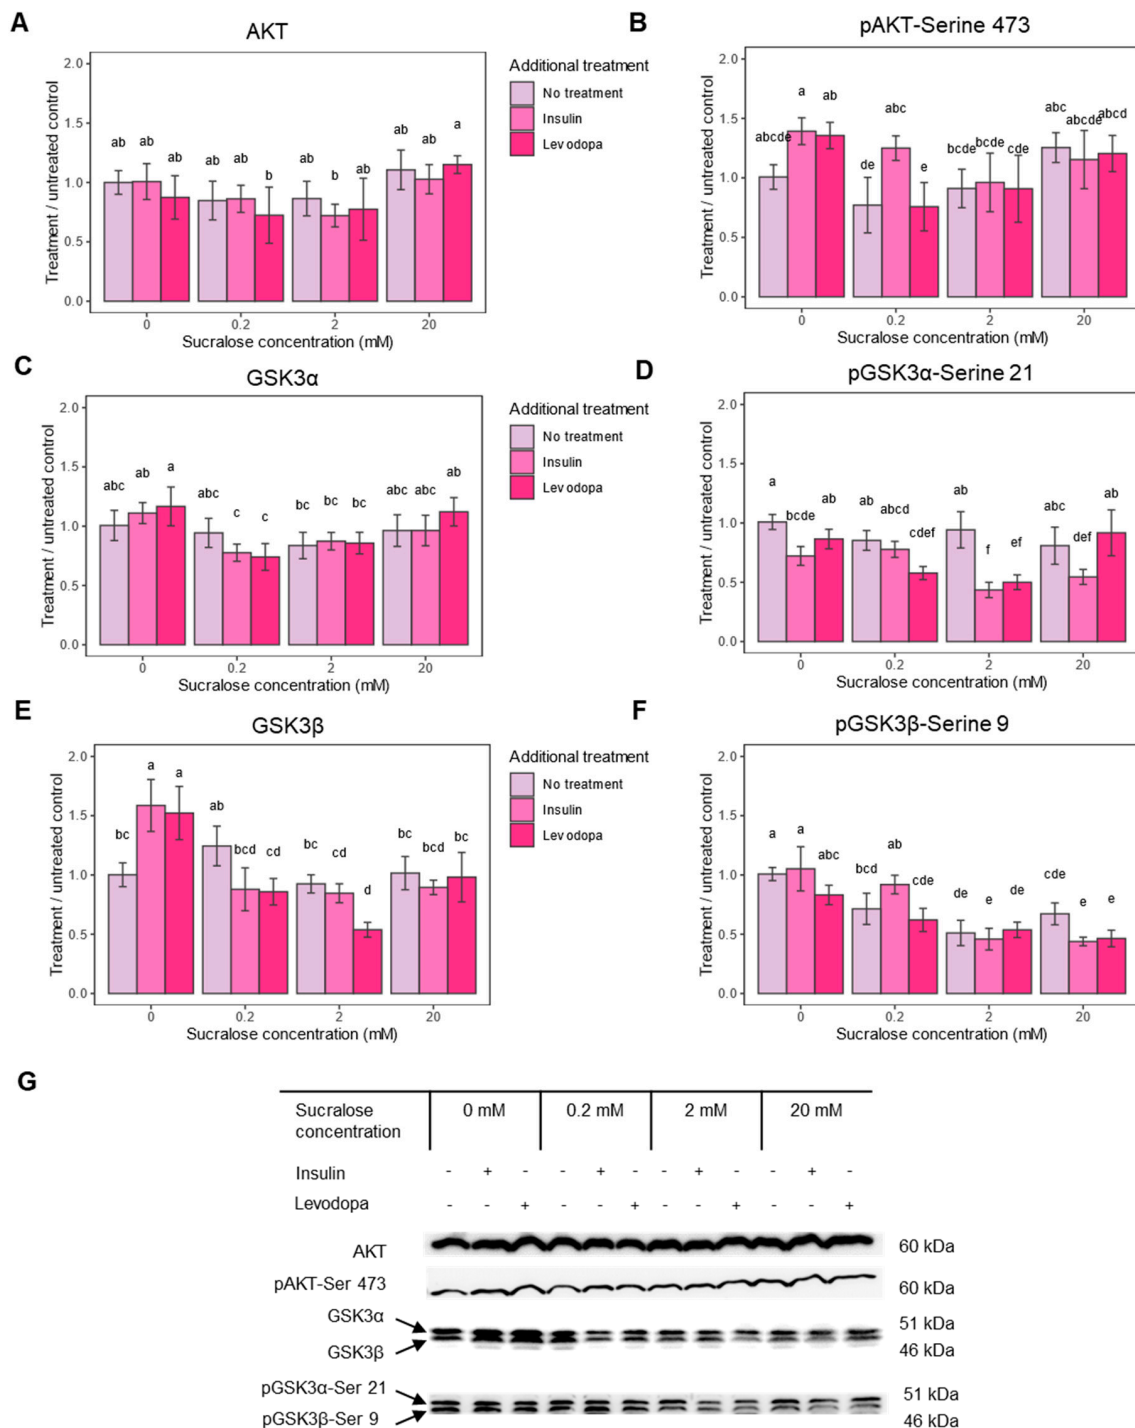 A
AKT
Treatment / untreated control
2.0
1.5
1.0
0.5
0.0
ab ab ab ab ab b ab b ab ab ab a
0 0.2 2 20
Sucralose concentration (mM)
Additional treatment
No treatment
Insulin
Levodopa
B
pAKT-Serine 473
Treatment / untreated control
2.0
1.5
1.0
0.5
0.0
abcde a ab de abc e bcde bcde cde abc abcde abcd
0 0.2 2 20
Sucralose concentration (mM)
C
GSK3α
Treatment / untreated control
2.0
1.5
1.0
0.5
0.0
abc ab a abc c c bc bc bc abc abc ab
0 0.2 2 20
Sucralose concentration (mM)
Additional treatment
No treatment
Insulin
Levodopa
D
pGSK3α-Serine 21
Treatment / untreated control
2.0
1.5
1.0
0.5
0.0
a bcde ab ab abcd cdef ab f ef abc def ab
0 0.2 2 20
Sucralose concentration (mM)
E
GSK3β
Treatment / untreated control
2.0
1.5
1.0
0.5
0.0
bc a a ab bcd cd bc cd d bc bcd bc
0 0.2 2 20
Sucralose concentration (mM)
Additional treatment
No treatment
Insulin
Levodopa
F
pGSK3β-Serine 9
Treatment / untreated control
2.0
1.5
1.0
0.5
0.0
a a abc bcd ab cde de e de cde e e
0 0.2 2 20
Sucralose concentration (mM)
G
Sucralose 0 mM 0.2 mM 2 mM 20 mM
concentration
Insulin - + - - + - - + - - + -
Levodopa - - + - - + - - + - - +
AKT 60 kDa
pAKT-Ser 473 60 kDa
GSK3α 51 kDa
GSK3β 46 kDa
pGSK3α-Ser 21 51 kDa
pGSK3β-Ser 9 46 kDa